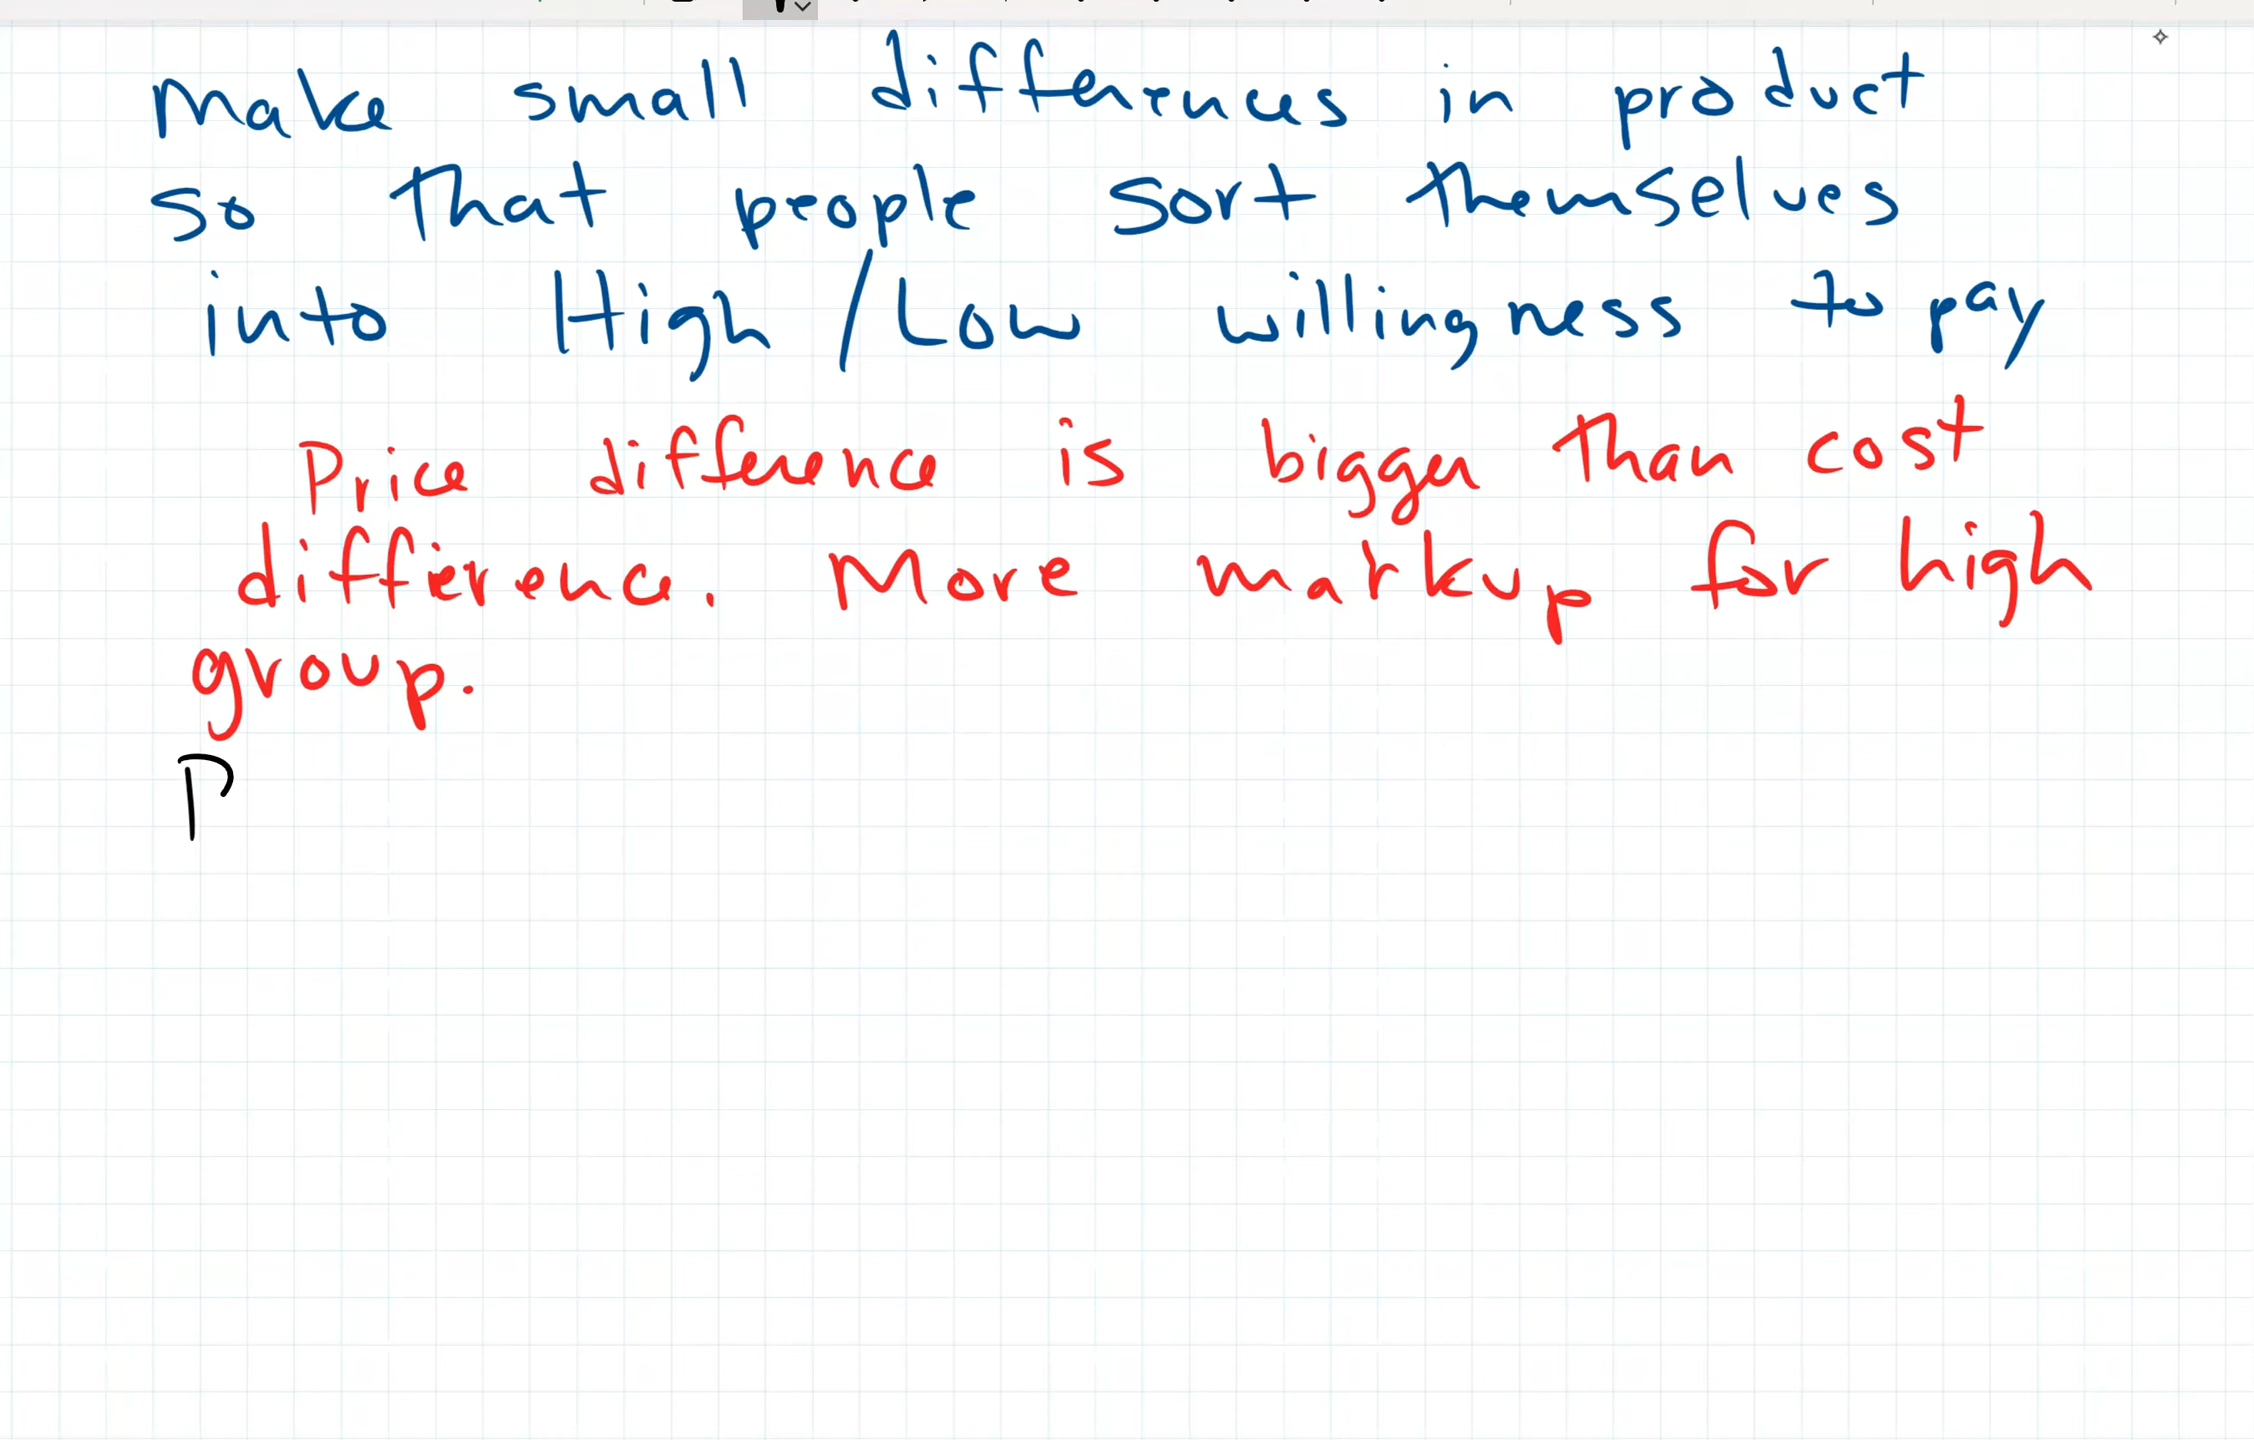 Make small differences in product
so that people sort themselves
into High/Low willingness to pay
Price difference is bigger than cost
difference. More markup for high
group.
P